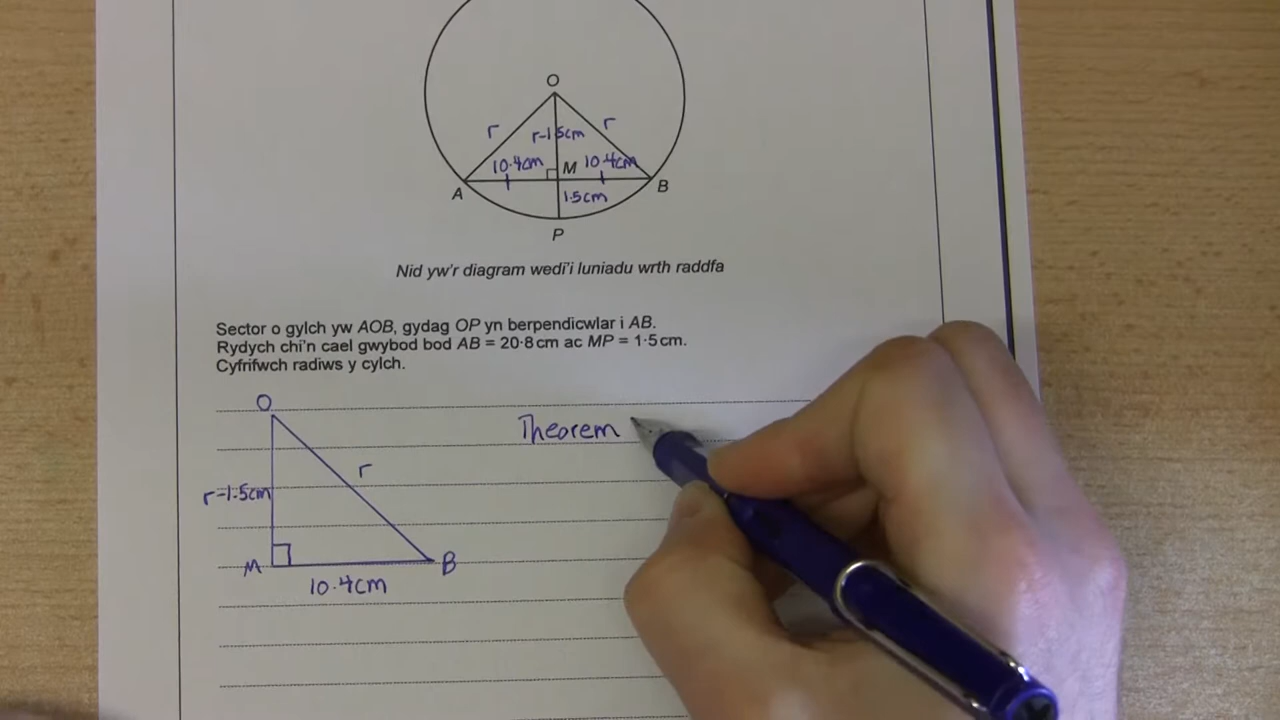 O
r r-1.5cm r
10.4cm M 10.4cm
A B
1.5cm
P
Nid yw'r diagram wedi'i luniadu wrth raddfa
Sector o gylch yw AOB, gydag OP yn berpendicwlar i AB.
Rydych chi'n cael gwybod bod AB = 20·8 cm ac MP = 1·5 cm.
Cyfrifwch radiws y cylch.
O
Theorem
r
r-1.5cm
M B
10.4cm